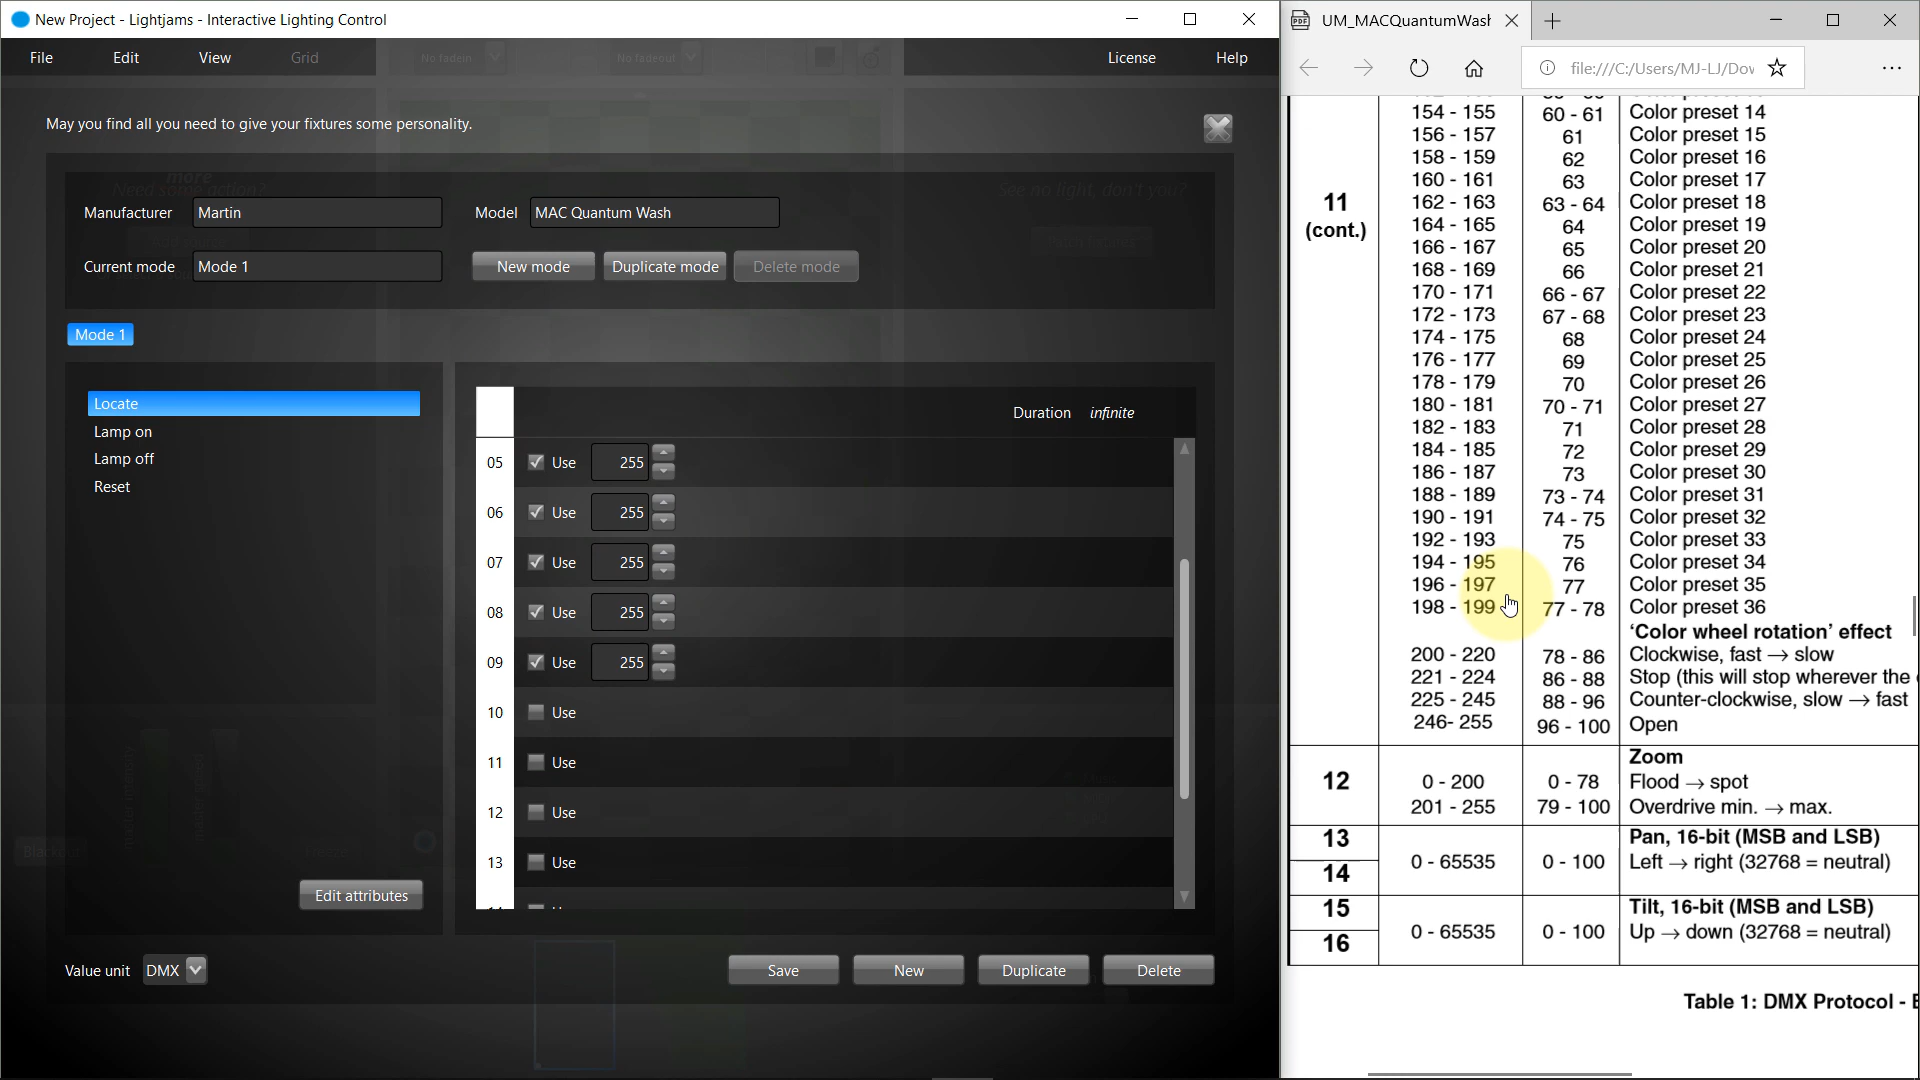 New Project - Lightjams - Interactive Lighting Control
File Edit View Grid
No fadein No fadeout
License Help
May you find all you need to give your fixtures some personality.
more
Need some action?
See no light, don't you?
Manufacturer Martin Model MAC Quantum Wash
Current mode Mode 1 New mode Duplicate mode Delete mode
Mode 1
Locate
Lamp on
Lamp off
Reset
Edit attributes
Duration infinite
05 Use 255
06 Use 255
07 Use 255
08 Use 255
09 Use 255
10 Use
11 Use
12 Use
13 Use
Value unit DMX Save New Duplicate Delete
UM_MACQuantumWash
file:///C:/Users/MJ-LJ/Dov
11
(cont.)
154 - 155 60 - 61 Color preset 14
156 - 157 61 Color preset 15
158 - 159 62 Color preset 16
160 - 161 63 Color preset 17
162 - 163 63 - 64 Color preset 18
164 - 165 64 Color preset 19
166 - 167 65 Color preset 20
168 - 169 66 Color preset 21
170 - 171 66 - 67 Color preset 22
172 - 173 67 - 68 Color preset 23
174 - 175 68 Color preset 24
176 - 177 69 Color preset 25
178 - 179 70 Color preset 26
180 - 181 70 - 71 Color preset 27
182 - 183 71 Color preset 28
184 - 185 72 Color preset 29
186 - 187 73 Color preset 30
188 - 189 73 - 74 Color preset 31
190 - 191 74 - 75 Color preset 32
192 - 193 75 Color preset 33
194 - 195 76 Color preset 34
196 - 197 77 Color preset 35
198 - 199 77 - 78 Color preset 36
‘Color wheel rotation’ effect
200 - 220 78 - 86 Clockwise, fast → slow
221 - 224 86 - 88 Stop (this will stop wherever the
225 - 245 88 - 96 Counter-clockwise, slow → fast
246- 255 96 - 100 Open
Zoom
12 0 - 200 0 - 78 Flood → spot
201 - 255 79 - 100 Overdrive min. → max.
13 Pan, 16-bit (MSB and LSB)
0 - 65535 0 - 100 Left → right (32768 = neutral)
14
15 Tilt, 16-bit (MSB and LSB)
0 - 65535 0 - 100 Up → down (32768 = neutral)
16
Table 1: DMX Protocol -